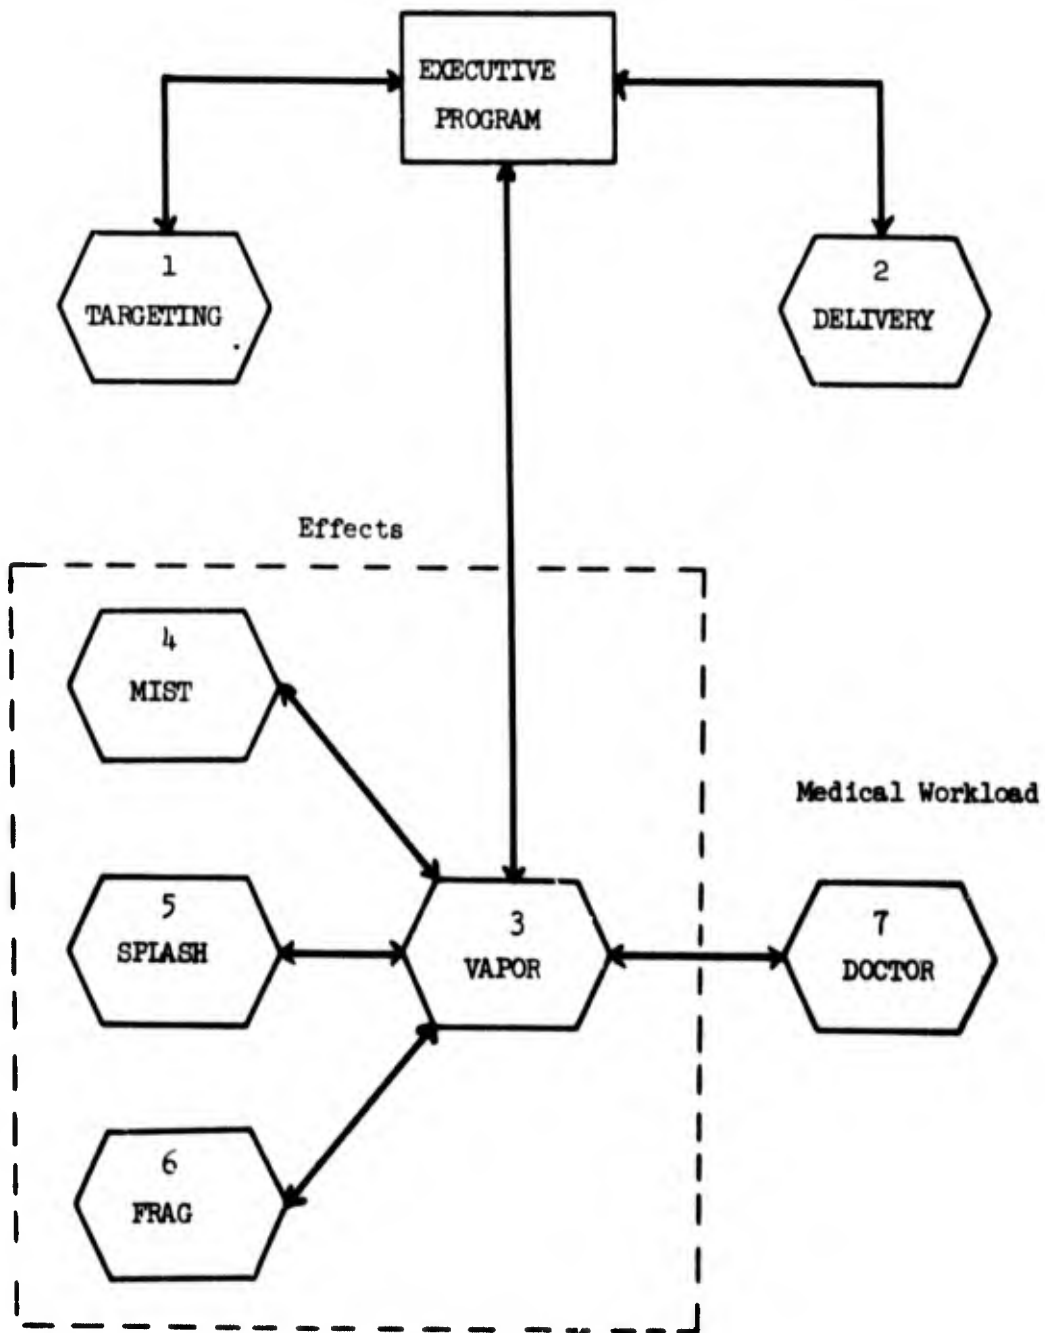 EXECUTIVE
PROGRAM
1
TARGETING
2
DELIVERY
Effects
4
MIST
Medical Workload
5
SPLASH
3
VAPOR
7
DOCTOR
6
FRAG